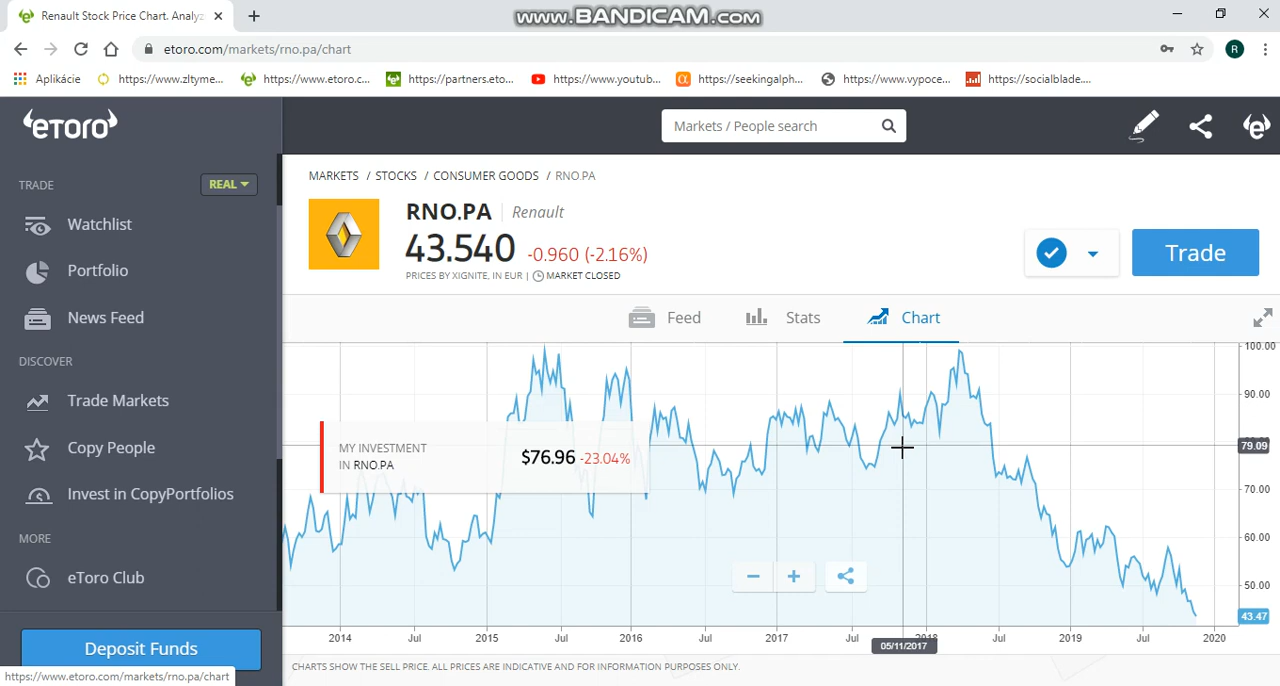 Renault Stock Price Chart. Analyz
www.BANDICAM.com
etoro.com/markets/rno.pa/chart
R
Aplikácie
https://www.zltyme...
https://www.etoro.c...
https://partners.eto...
https://www.youtub...
https://seekingalph...
https://www.vypoce...
https://socialblade....
eToro
Markets / People search
TRADE
REAL
Watchlist
Portfolio
News Feed
DISCOVER
Trade Markets
Copy People
Invest in CopyPortfolios
MORE
eToro Club
Deposit Funds
https://www.etoro.com/markets/rno.pa/chart
MARKETS / STOCKS / CONSUMER GOODS / RNO.PA
RNO.PA Renault
43.540 -0.960 (-2.16%)
PRICES BY XIGNITE, IN EUR | MARKET CLOSED
Trade
Feed
Stats
Chart
100.00
90.00
79.09
70.00
60.00
50.00
43.47
MY INVESTMENT
IN RNO.PA
$76.96 -23.04%
2014 Jul 2015 Jul 2016 Jul 2017 Jul 2018 Jul 2019 Jul 2020
05/11/2017
CHARTS SHOW THE SELL PRICE. ALL PRICES ARE INDICATIVE AND FOR INFORMATION PURPOSES ONLY.